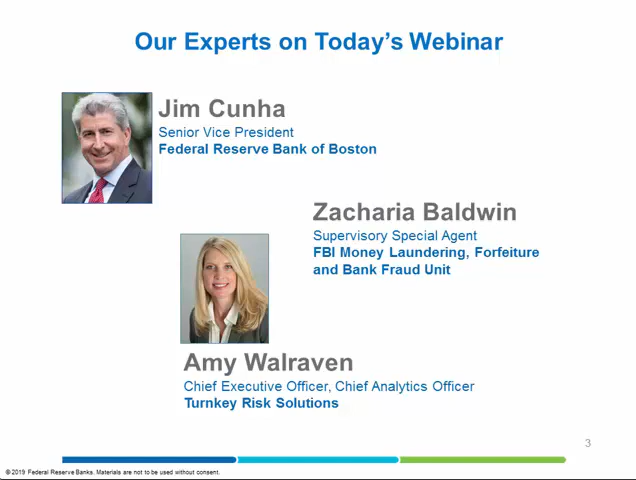 Our Experts on Today's Webinar
Jim Cunha
Senior Vice President
Federal Reserve Bank of Boston
Zacharia Baldwin
Supervisory Special Agent
FBI Money Laundering, Forfeiture
and Bank Fraud Unit
Amy Walraven
Chief Executive Officer, Chief Analytics Officer
Turnkey Risk Solutions
3
© 2019 Federal Reserve Banks. Materials are not to be used without consent.